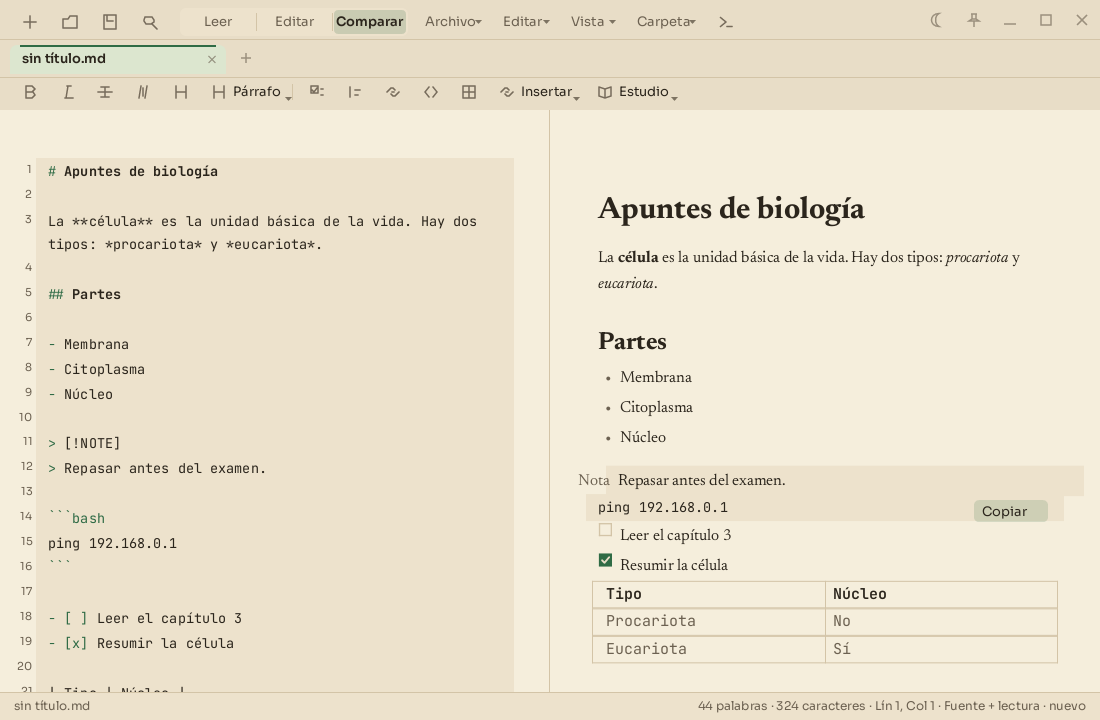 Leer Editar Comparar Archivo Editar Vista Carpeta
sin título.md
Párrafo Insertar Estudio
1 # Apuntes de biología
2
3 La **célula** es la unidad básica de la vida. Hay dos
tipos: *procariota* y *eucariota*.
4
5 ## Partes
6
7 - Membrana
8 - Citoplasma
9 - Núcleo
10
11 > [!NOTE]
12 > Repasar antes del examen.
13
14 ```bash
15 ping 192.168.0.1
16 ```
17
18 - [ ] Leer el capítulo 3
19 - [x] Resumir la célula
20
21 | Tipo | Núcleo |
Apuntes de biología
La célula es la unidad básica de la vida. Hay dos tipos: procariota y
eucariota.
Partes
• Membrana
• Citoplasma
• Núcleo
Nota Repasar antes del examen.
ping 192.168.0.1 Copiar
Leer el capítulo 3
Resumir la célula
Tipo Núcleo
Procariota No
Eucariota Sí
sin título.md 44 palabras · 324 caracteres · Lín 1, Col 1 · Fuente + lectura · nuevo